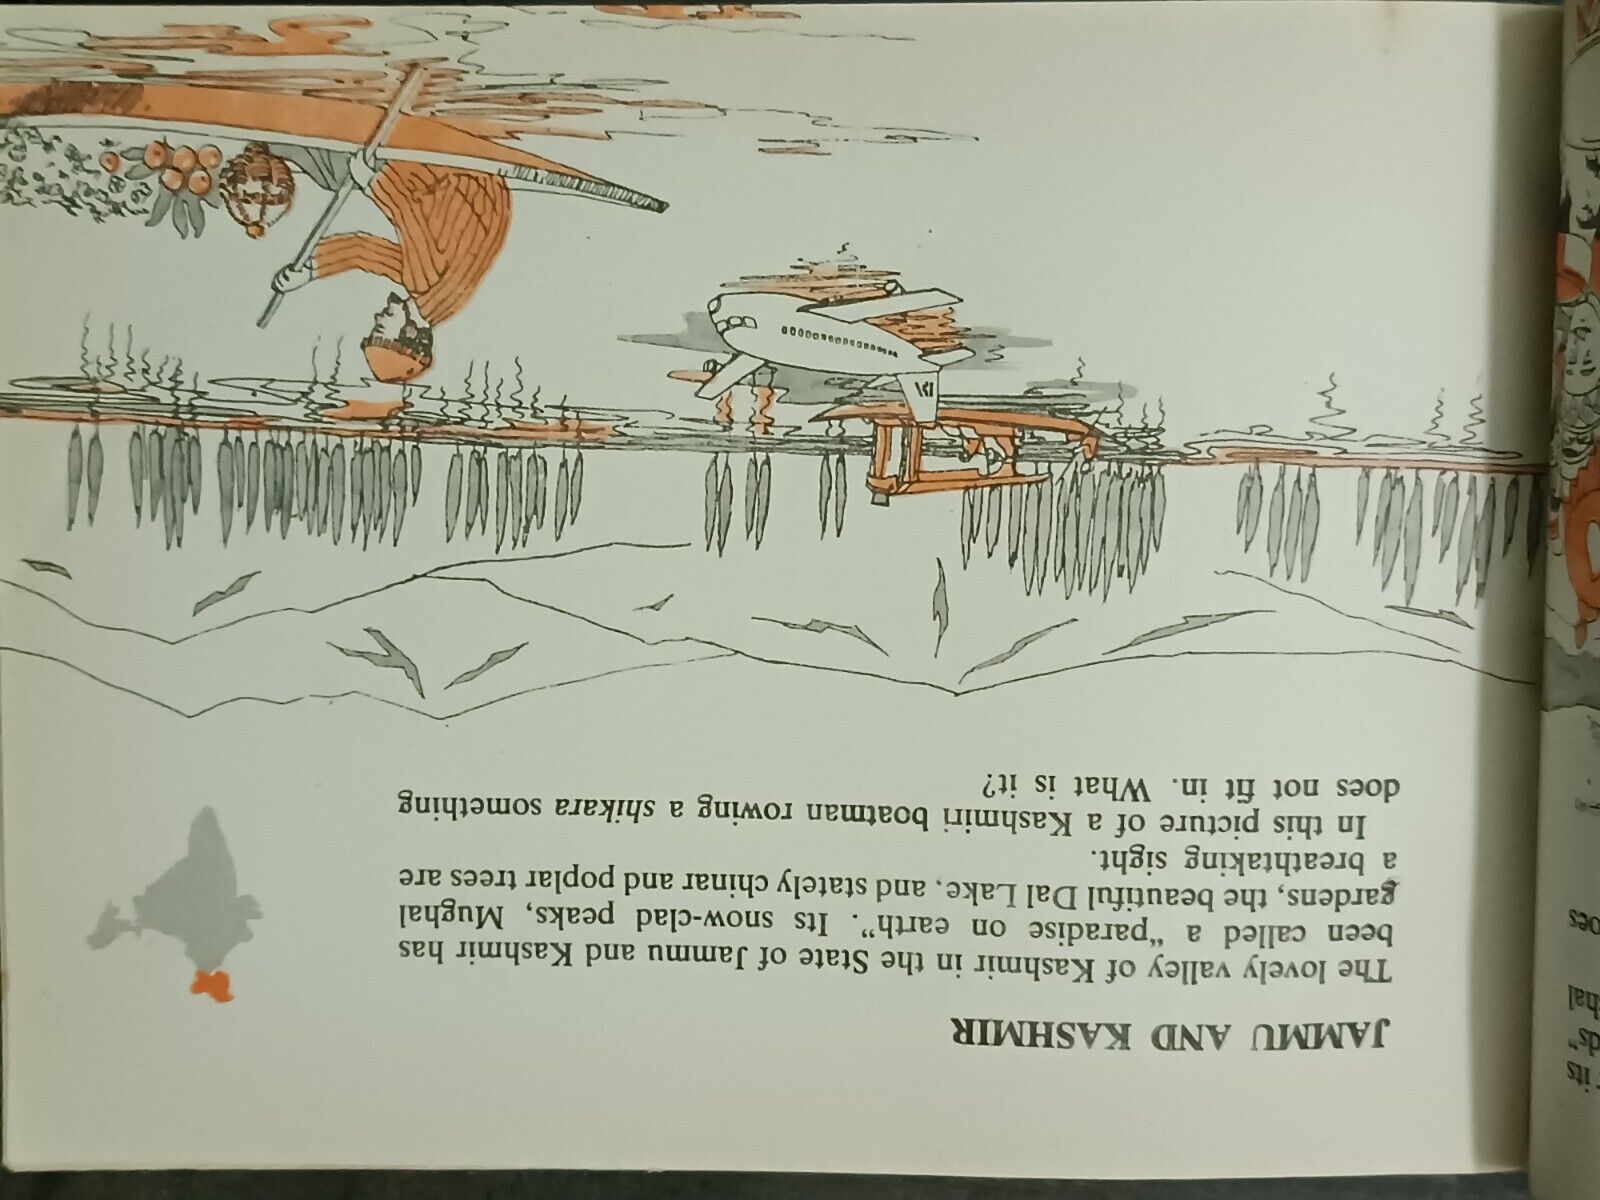 JAMMU AND KASHMIR
The lovely valley of Kashmir in the State of Jammu and Kashmir has
been called a “paradise on earth”. Its snow-clad peaks, Mughal
gardens, the beautiful Dal Lake, and stately chinar and poplar trees are
a breathtaking sight.
In this picture of a Kashmiri boatman rowing a shikara something
does not fit in. What is it?
its
ds”